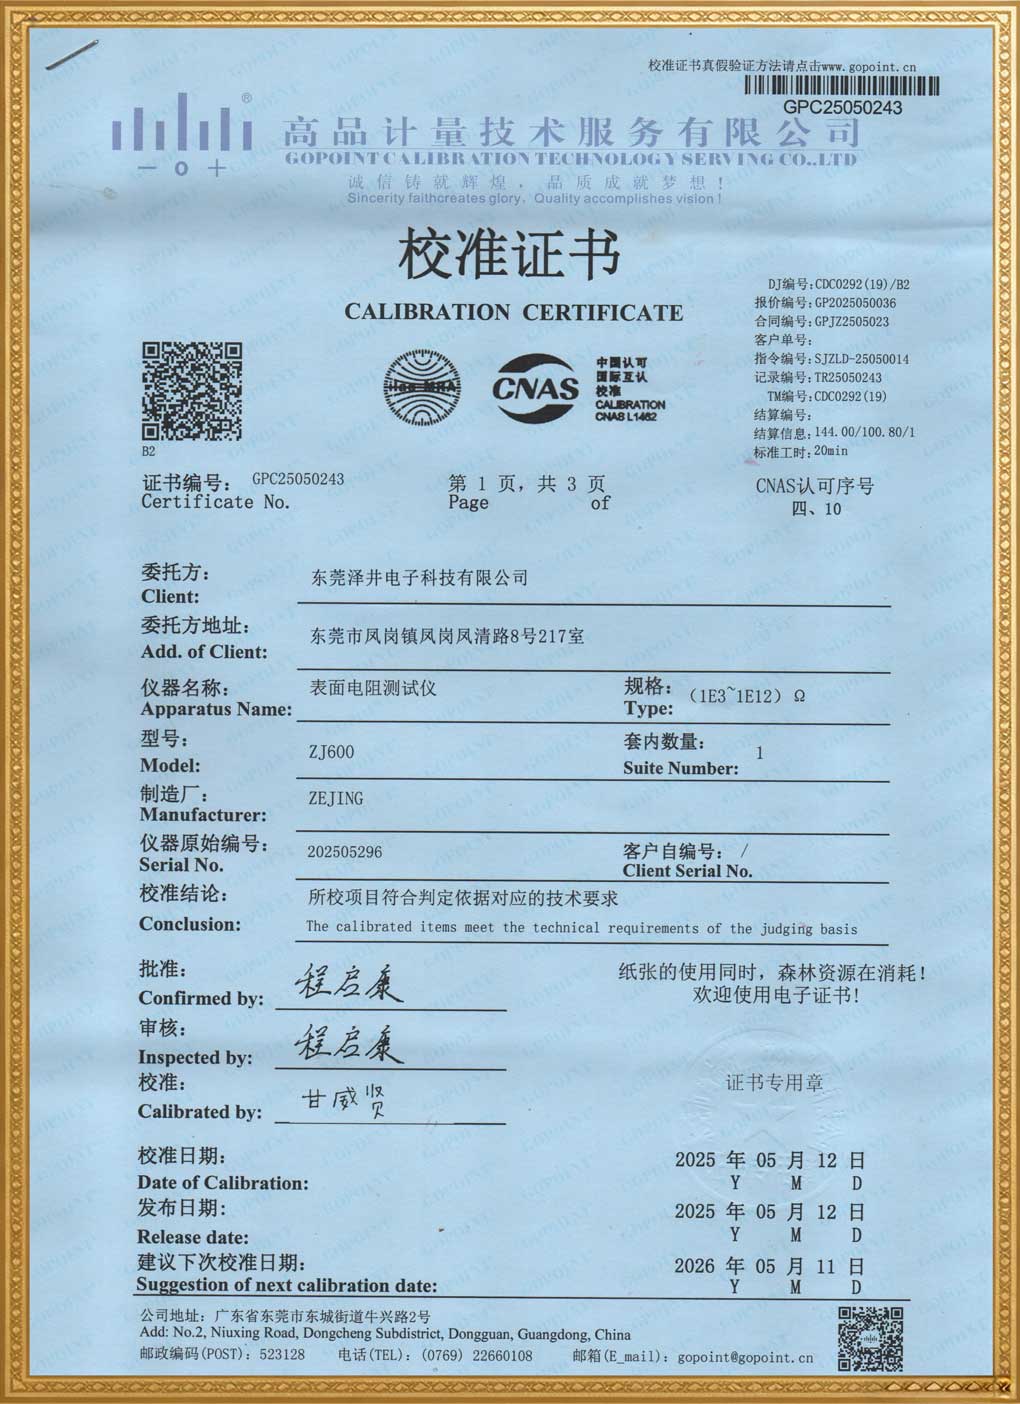 校准证书真假验证方法请点击www.gopoint.cn
GPC25050243
高品计量技术服务有限公司
GOPOINT CALIBRATION TECHNOLOGY SERVING CO.,LTD
诚信铸就辉煌，品质成就梦想！
Sincerity faithcreates glory，Quality accomplishes vision！
校准证书
CALIBRATION CERTIFICATE
DJ编号:CDC0292(19)/B2
报价编号:GP2025050036
合同编号:GPJZ2505023
客户单号:
指令编号:SJZLD-25050014
记录编号:TR25050243
TM编号:CDC0292(19)
结算编号:
结算信息:144.00/100.80/1
标准工时:20min
ilac-MRA
CNAS
中国认可
国际互认
校准
CALIBRATION
CNAS L1462
B2
证书编号: GPC25050243
Certificate No.
第 1 页，共 3 页
Page of
CNAS认可序号
四、10
委托方:
东莞泽井电子科技有限公司
Client:
委托方地址:
东莞市凤岗镇凤岗凤清路8号217室
Add. of Client:
仪器名称:
表面电阻测试仪
Apparatus Name:
规格:
(1E3~1E12) Ω
Type:
型号:
ZJ600
Model:
套内数量:
1
Suite Number:
制造厂:
ZEJING
Manufacturer:
仪器原始编号:
202505296
Serial No.
客户自编号: /
Client Serial No.
校准结论:
所校项目符合判定依据对应的技术要求
Conclusion:
The calibrated items meet the technical requirements of the judging basis
批准:
程启康
Confirmed by:
审核:
程启康
Inspected by:
校准:
甘威贤
Calibrated by:
纸张的使用同时，森林资源在消耗！
欢迎使用电子证书!
证书专用章
校准日期:
2025 年 05 月 12 日
Date of Calibration:
Y M D
发布日期:
2025 年 05 月 12 日
Release date:
Y M D
建议下次校准日期:
2026 年 05 月 11 日
Suggestion of next calibration date:
Y M D
公司地址: 广东省东莞市东城街道牛兴路2号
Add: No.2, Niuxing Road, Dongcheng Subdistrict, Dongguan, Guangdong, China
邮政编码(POST): 523128 电话(TEL): (0769) 22660108 邮箱(E_mail): gopoint@gopoint.cn